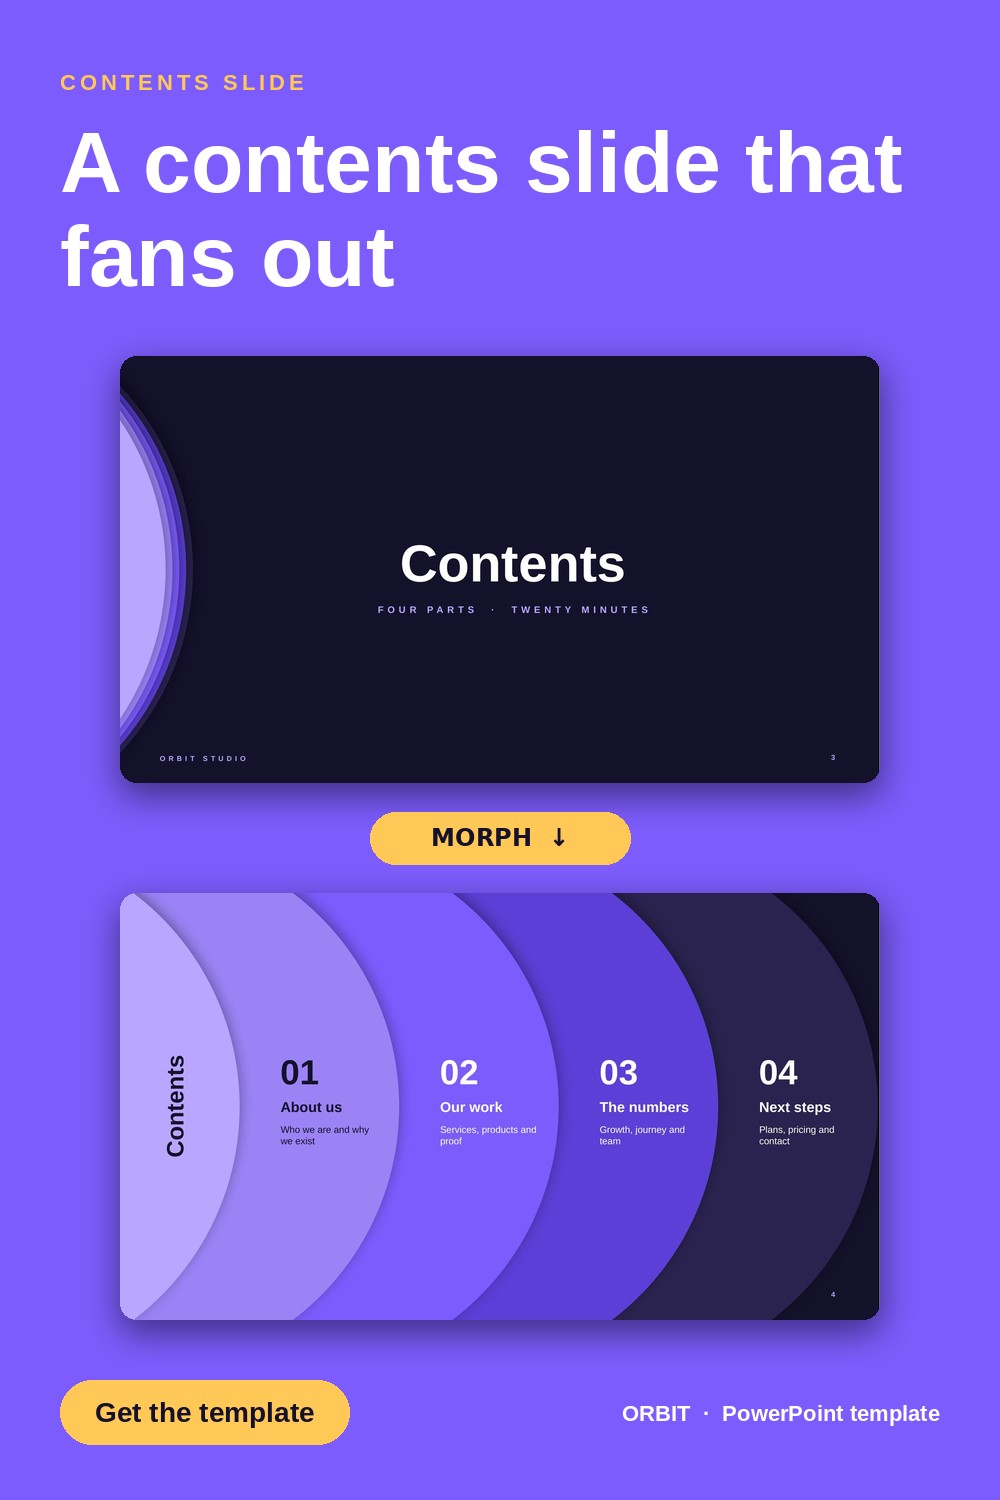 CONTENTS SLIDE
A contents slide that
fans out
Contents
FOUR PARTS · TWENTY MINUTES
ORBIT STUDIO
3
MORPH ↓
Contents
01
About us
Who we are and why
we exist
02
Our work
Services, products and
proof
03
The numbers
Growth, journey and
team
04
Next steps
Plans, pricing and
contact
4
Get the template
ORBIT · PowerPoint template